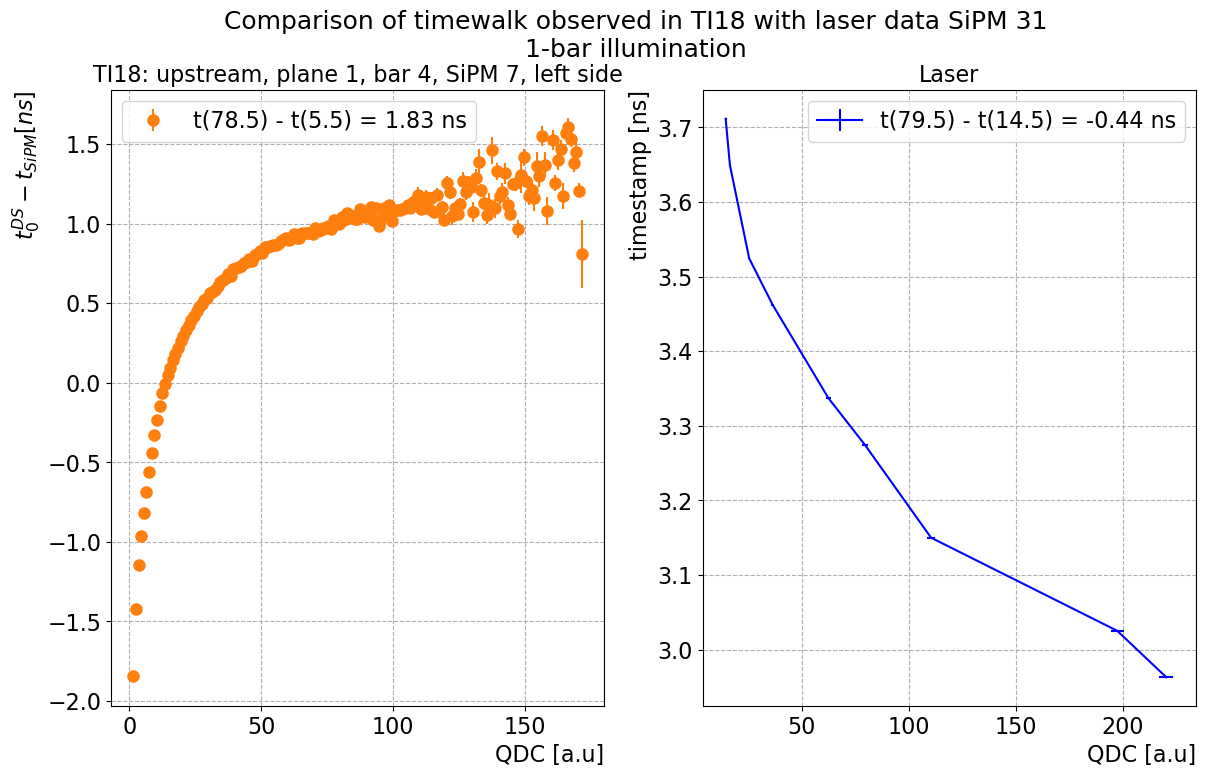 Comparison of timewalk observed in TI18 with laser data SiPM 31
1-bar illumination
TI18: upstream, plane 1, bar 4, SiPM 7, left side
t(78.5) - t(5.5) = 1.83 ns
t₀ᴰˢ − t_SiPM[ns]
1.5
1.0
0.5
0.0
−0.5
−1.0
−1.5
−2.0
0 50 100 150
QDC [a.u]
Laser
t(79.5) - t(14.5) = -0.44 ns
timestamp [ns]
3.7
3.6
3.5
3.4
3.3
3.2
3.1
3.0
50 100 150 200
QDC [a.u]